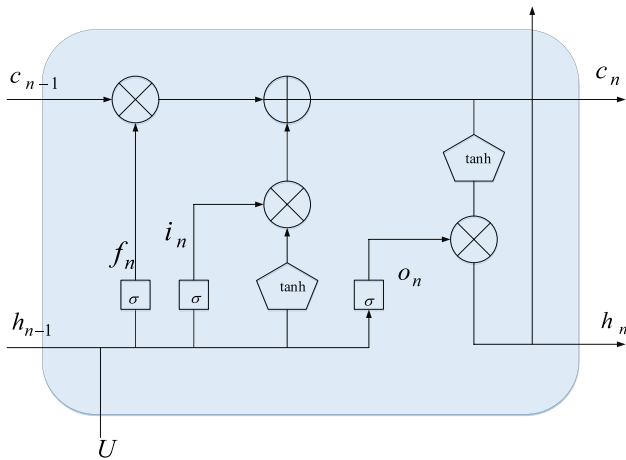 c n-1
c n
tanh
i n
f n
o n
σ
σ
tanh
σ
h n-1
h n
U